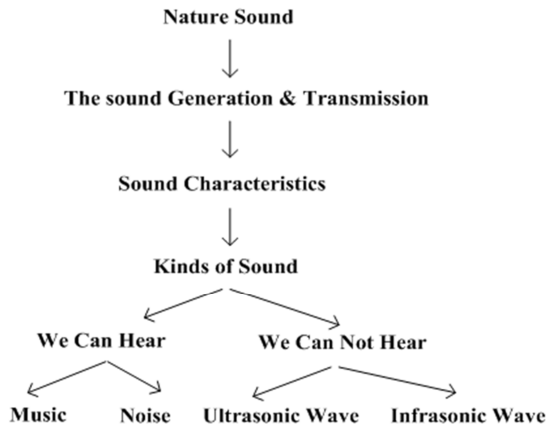 Nature Sound
The sound Generation & Transmission
Sound Characteristics
Kinds of Sound
We Can Hear
We Can Not Hear
Music
Noise
Ultrasonic Wave
Infrasonic Wave